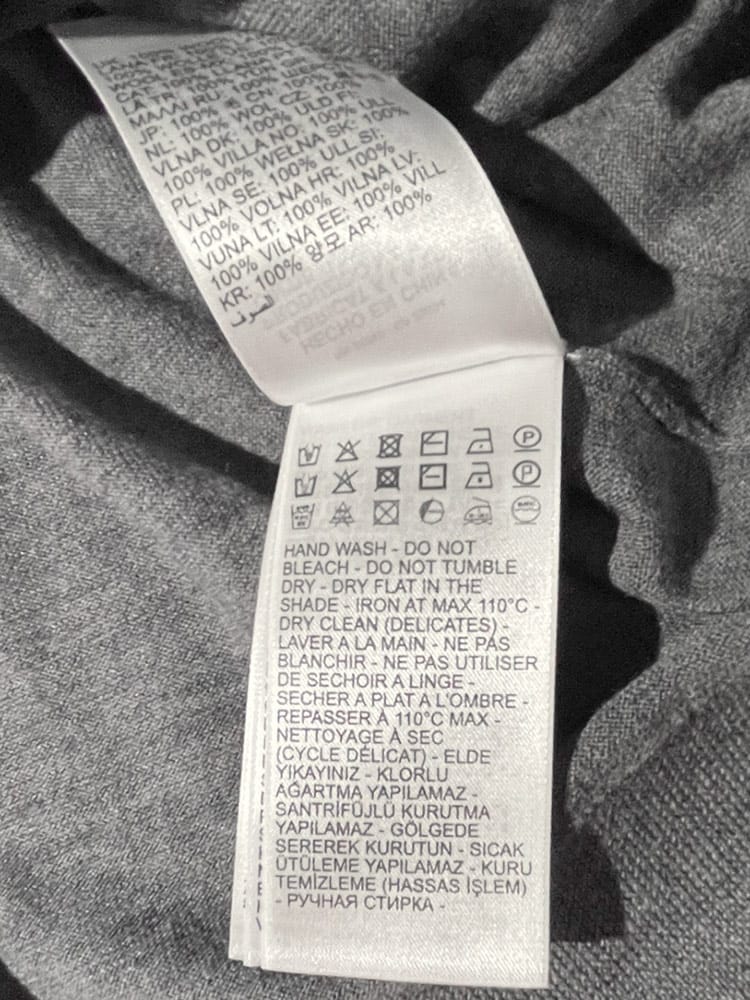 LA TR: 100% YÜN
JP: 100% 毛 CN: 100%
NL: 100% WOL CZ: 100%
VLNA DK: 100% ULD FI:
100% VILLA NO: 100% ULL
PL: 100% WEŁNA SK: 100%
VLNA SE: 100% ULL SI:
100% VOLNA HR: 100%
VUNA LT: 100% VILNA LV:
100% VILNA EE: 100% VILL
KR: 100% 양모 AR: 100%
الصوف
HAND WASH - DO NOT
BLEACH - DO NOT TUMBLE
DRY - DRY FLAT IN THE
SHADE - IRON AT MAX 110°C -
DRY CLEAN (DELICATES) -
LAVER A LA MAIN - NE PAS
BLANCHIR - NE PAS UTILISER
DE SECHOIR A LINGE -
SECHER A PLAT A L'OMBRE -
REPASSER À 110°C MAX -
NETTOYAGE À SEC
(CYCLE DÉLICAT) - ELDE
YIKAYINIZ - KLORLU
AĞARTMA YAPILAMAZ -
SANTRİFÜJLÜ KURUTMA
YAPILAMAZ - GÖLGEDE
SEREREK KURUTUN - SICAK
ÜTÜLEME YAPILAMAZ - KURU
TEMİZLEME (HASSAS İŞLEM)
- РУЧНАЯ СТИРКА -